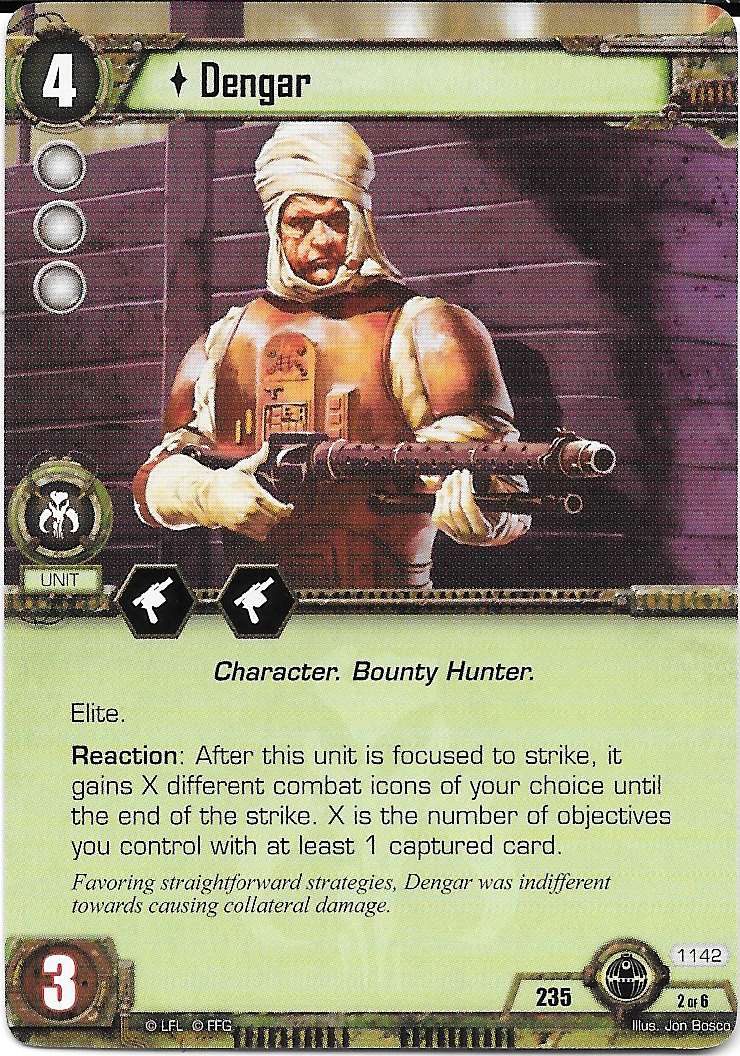 4
Dengar
UNIT
Character. Bounty Hunter.
Elite.
Reaction: After this unit is focused to strike, it
gains X different combat icons of your choice until
the end of the strike. X is the number of objectives
you control with at least 1 captured card.
Favoring straightforward strategies, Dengar was indifferent
towards causing collateral damage.
3
235
1142
2 OF 6
© LFL © FFG
Illus. Jon Bosco